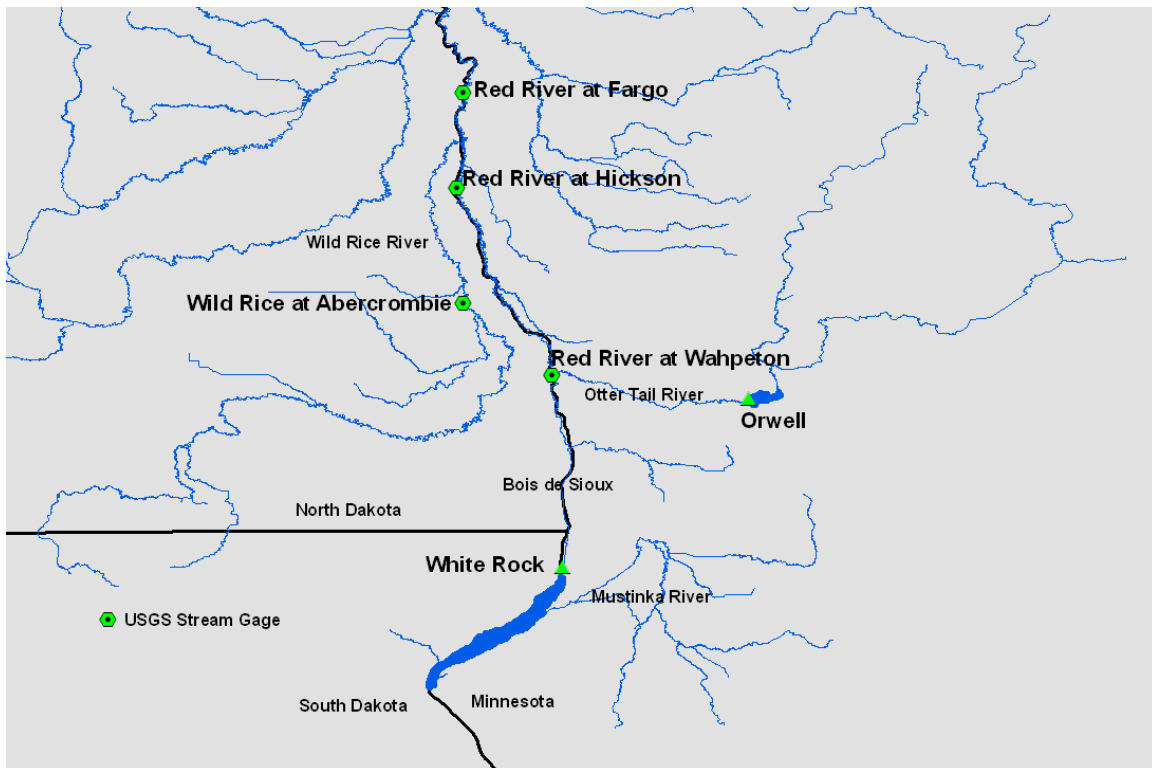 Red River at Fargo
Red River at Hickson
Wild Rice River
Wild Rice at Abercrombie
Red River at Wahpeton
Otter Tail River
Orwell
Bois de Sioux
North Dakota
White Rock
Mustinka River
USGS Stream Gage
South Dakota
Minnesota